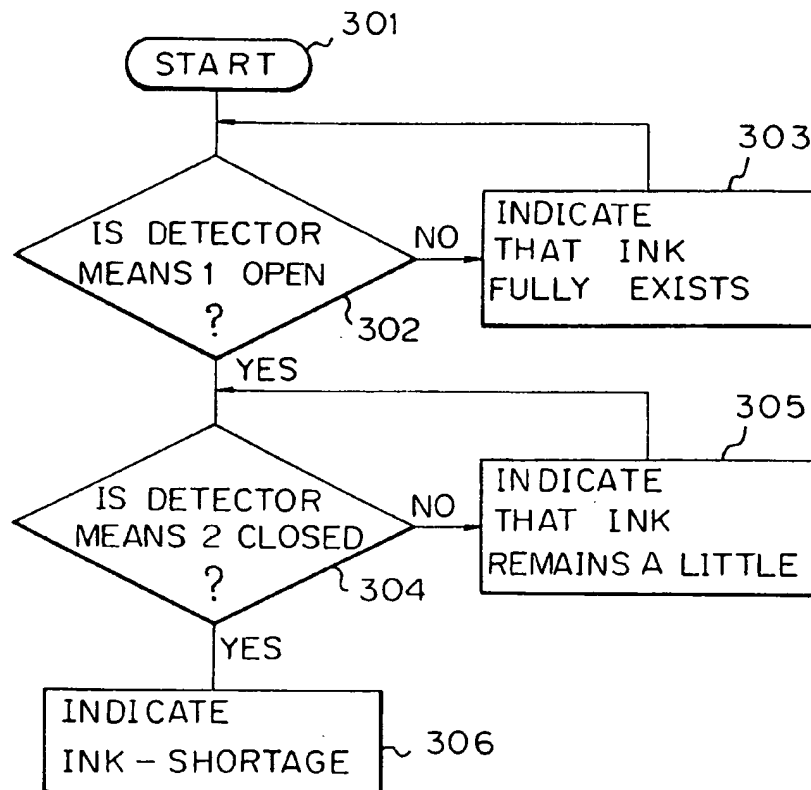 301
START
303
INDICATE
THAT INK
FULLY EXISTS
IS DETECTOR
MEANS 1 OPEN
?
NO
302
YES
305
INDICATE
THAT INK
REMAINS A LITTLE
IS DETECTOR
MEANS 2 CLOSED
?
NO
304
YES
INDICATE
INK - SHORTAGE
306